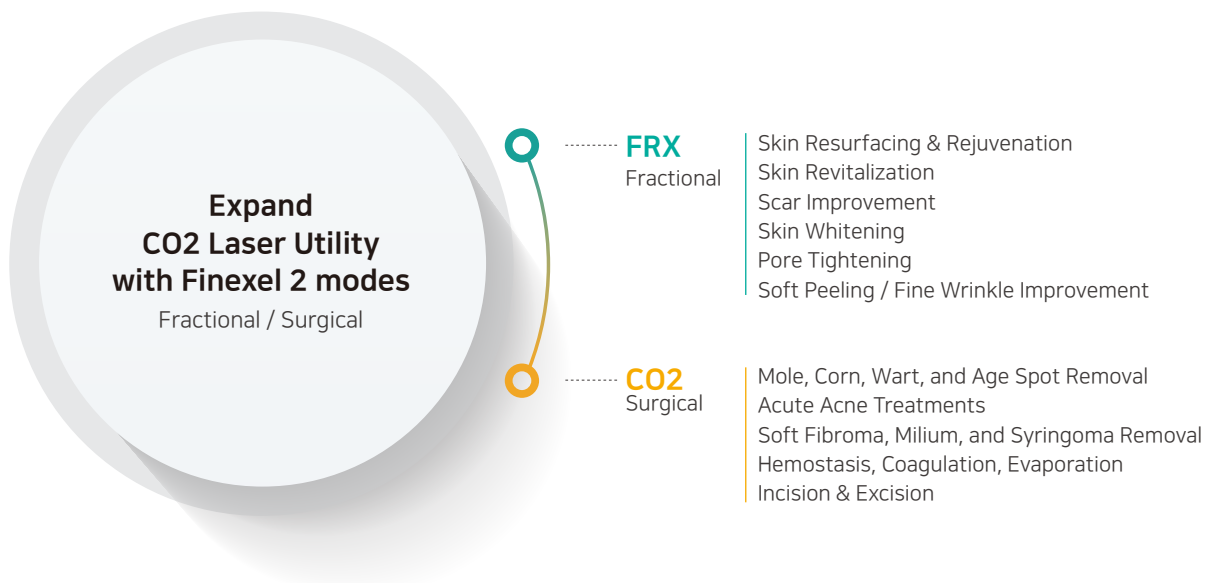 Expand
CO2 Laser Utility
with Finexel 2 modes
Fractional / Surgical
FRX
Fractional
Skin Resurfacing & Rejuvenation
Skin Revitalization
Scar Improvement
Skin Whitening
Pore Tightening
Soft Peeling / Fine Wrinkle Improvement
CO2
Surgical
Mole, Corn, Wart, and Age Spot Removal
Acute Acne Treatments
Soft Fibroma, Milium, and Syringoma Removal
Hemostasis, Coagulation, Evaporation
Incision & Excision